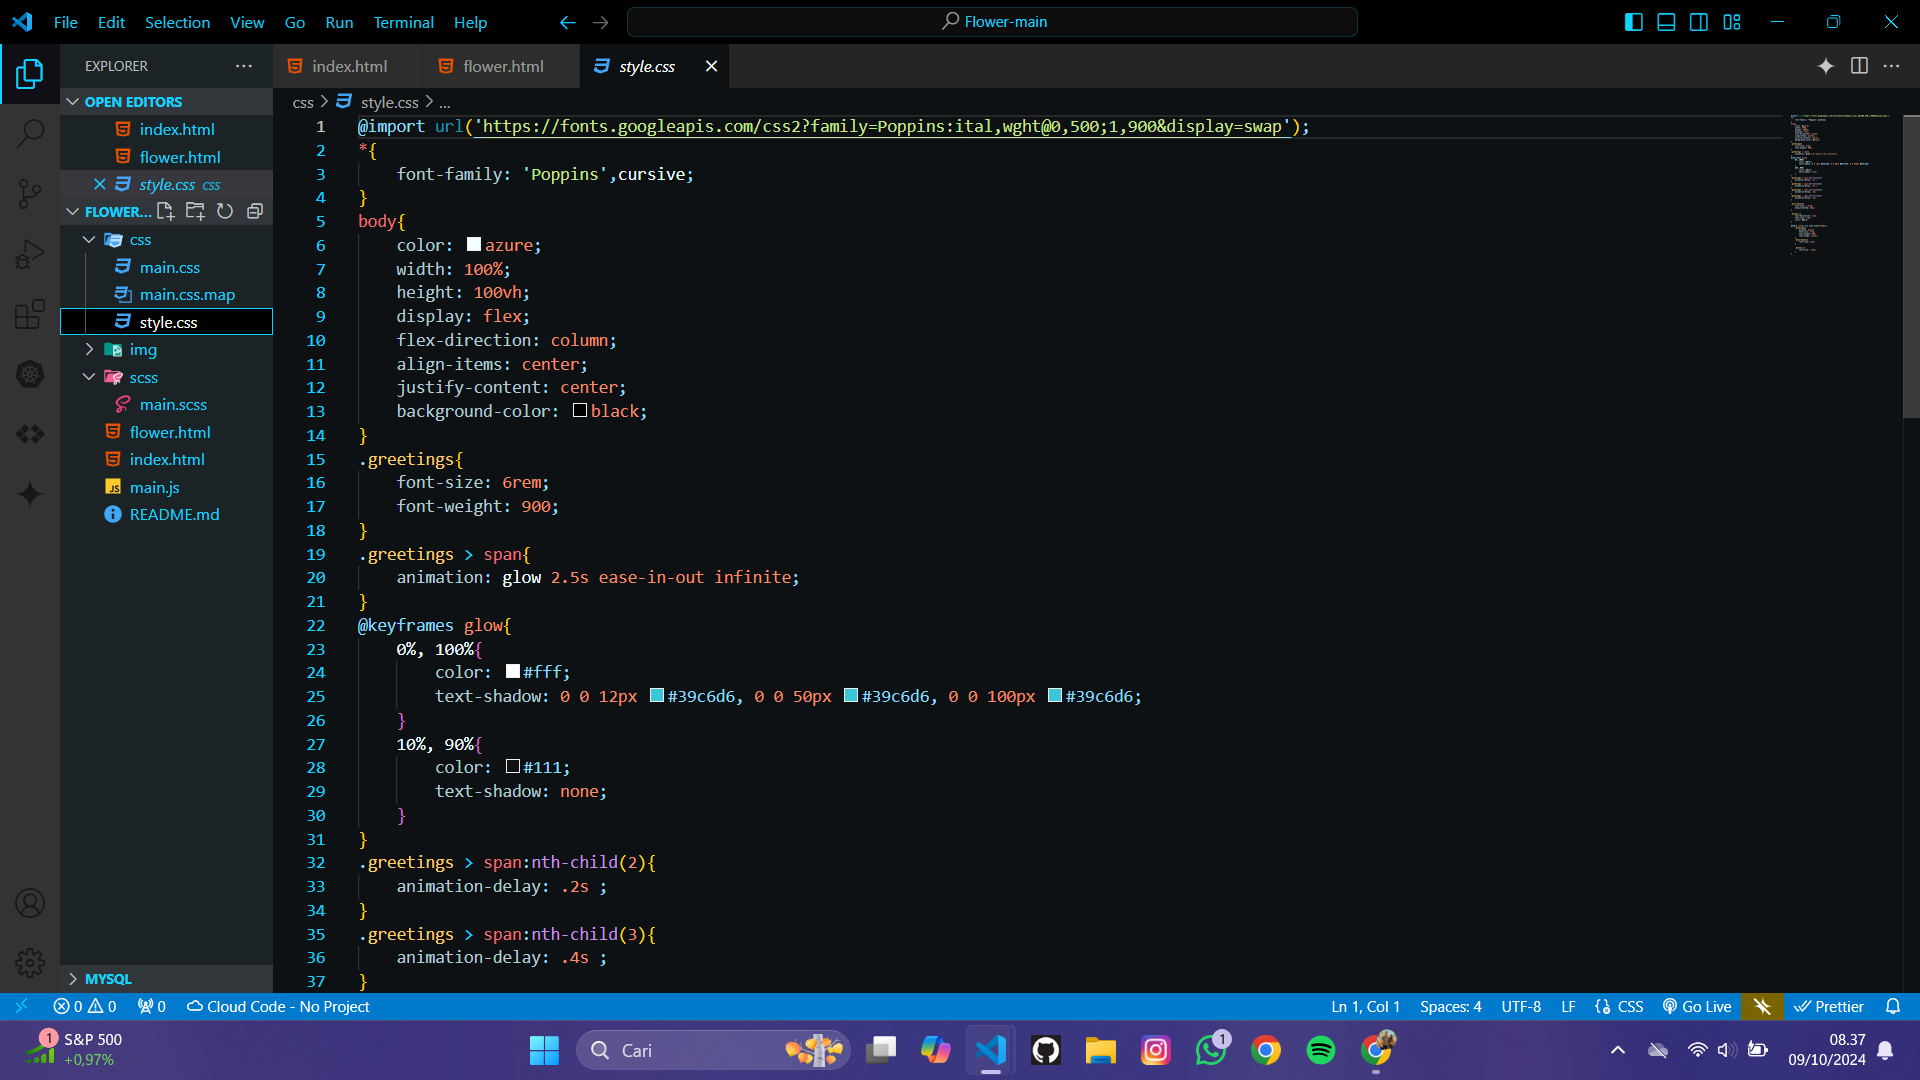 File Edit Selection View Go Run Terminal Help
Flower-main
EXPLORER
OPEN EDITORS
index.html
flower.html
style.css css
FLOWER...
css
main.css
main.css.map
style.css
img
scss
main.scss
flower.html
index.html
main.js
README.md
MYSQL
index.html flower.html style.css
css style.css ...
1 @import url('https://fonts.googleapis.com/css2?family=Poppins:ital,wght@0,500;1,900&display=swap');
2 *{
3 font-family: 'Poppins',cursive;
4 }
5 body{
6 color: azure;
7 width: 100%;
8 height: 100vh;
9 display: flex;
10 flex-direction: column;
11 align-items: center;
12 justify-content: center;
13 background-color: black;
14 }
15 .greetings{
16 font-size: 6rem;
17 font-weight: 900;
18 }
19 .greetings > span{
20 animation: glow 2.5s ease-in-out infinite;
21 }
22 @keyframes glow{
23 0%, 100%{
24 color: #fff;
25 text-shadow: 0 0 12px #39c6d6, 0 0 50px #39c6d6, 0 0 100px #39c6d6;
26 }
27 10%, 90%{
28 color: #111;
29 text-shadow: none;
30 }
31 }
32 .greetings > span:nth-child(2){
33 animation-delay: .2s ;
34 }
35 .greetings > span:nth-child(3){
36 animation-delay: .4s ;
37 }
0 0 0 Cloud Code - No Project Ln 1, Col 1 Spaces: 4 UTF-8 LF CSS Go Live Prettier
1 S&P 500
+0,97%
Cari
1
08.37
09/10/2024